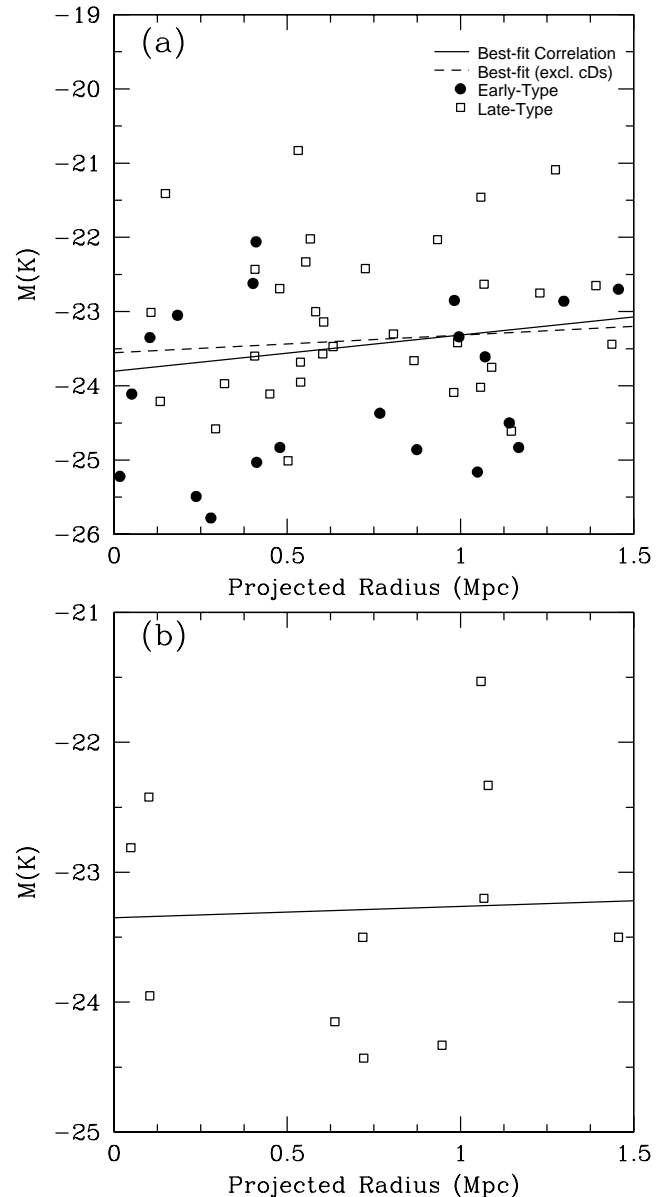 −19
(a)
Best-fit Correlation
Best-fit (excl. cDs)
Early-Type
Late-Type
−20
−21
−22
M(K)
−23
−24
−25
−26
0
0.5
1
1.5
Projected Radius (Mpc)
−21
(b)
−22
M(K)
−23
−24
−25
0
0.5
1
1.5
Projected Radius (Mpc)